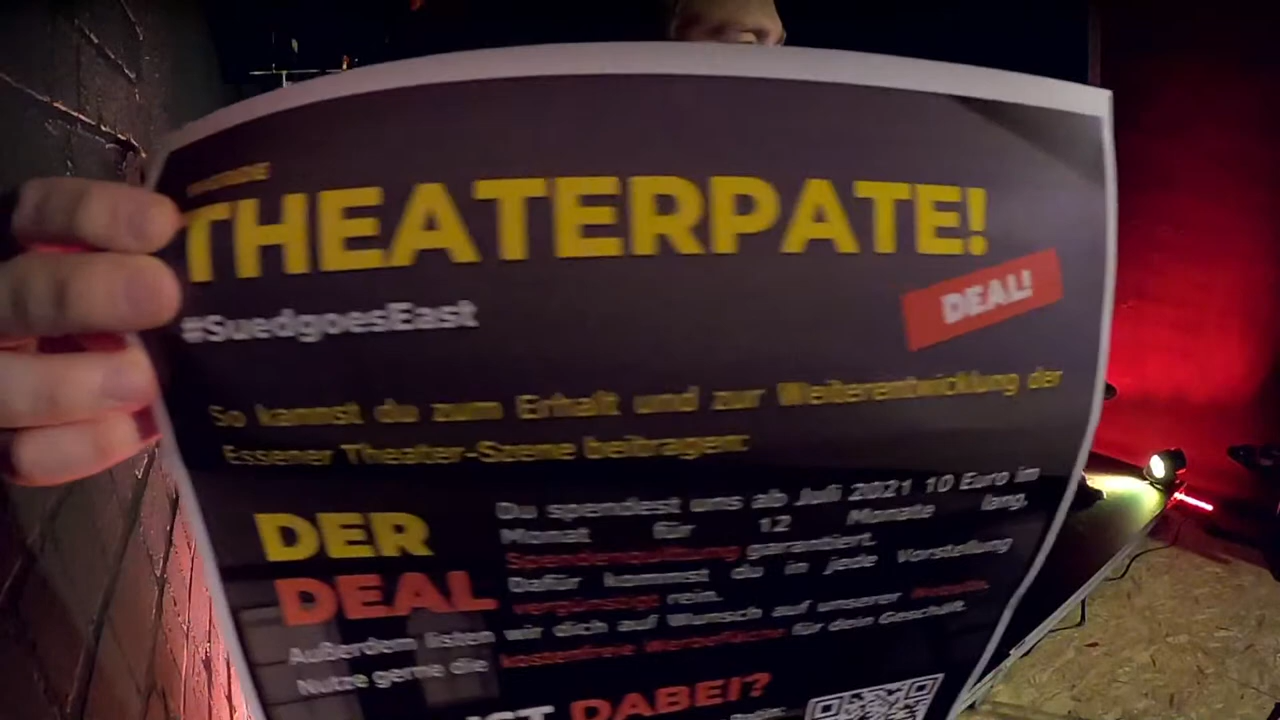 THEATERPATE!
#SuedgoesEast
DEAL!
So kannst du zum Erhalt und zur Weiterentwicklung der
Essener Theater-Szene beitragen:
DER
DEAL
Du spendest uns ab Juli 2021 10 Euro im
Monat für 12 Monate lang,
Spendenquittung garantiert.
Dafür kommst du in jede Vorstellung
rein.
Außerdem listen wir dich auf Wunsch auf unserer
Nutze gerne die kostenfreie Werbefläche für dein Geschäft.
IST DABEI?